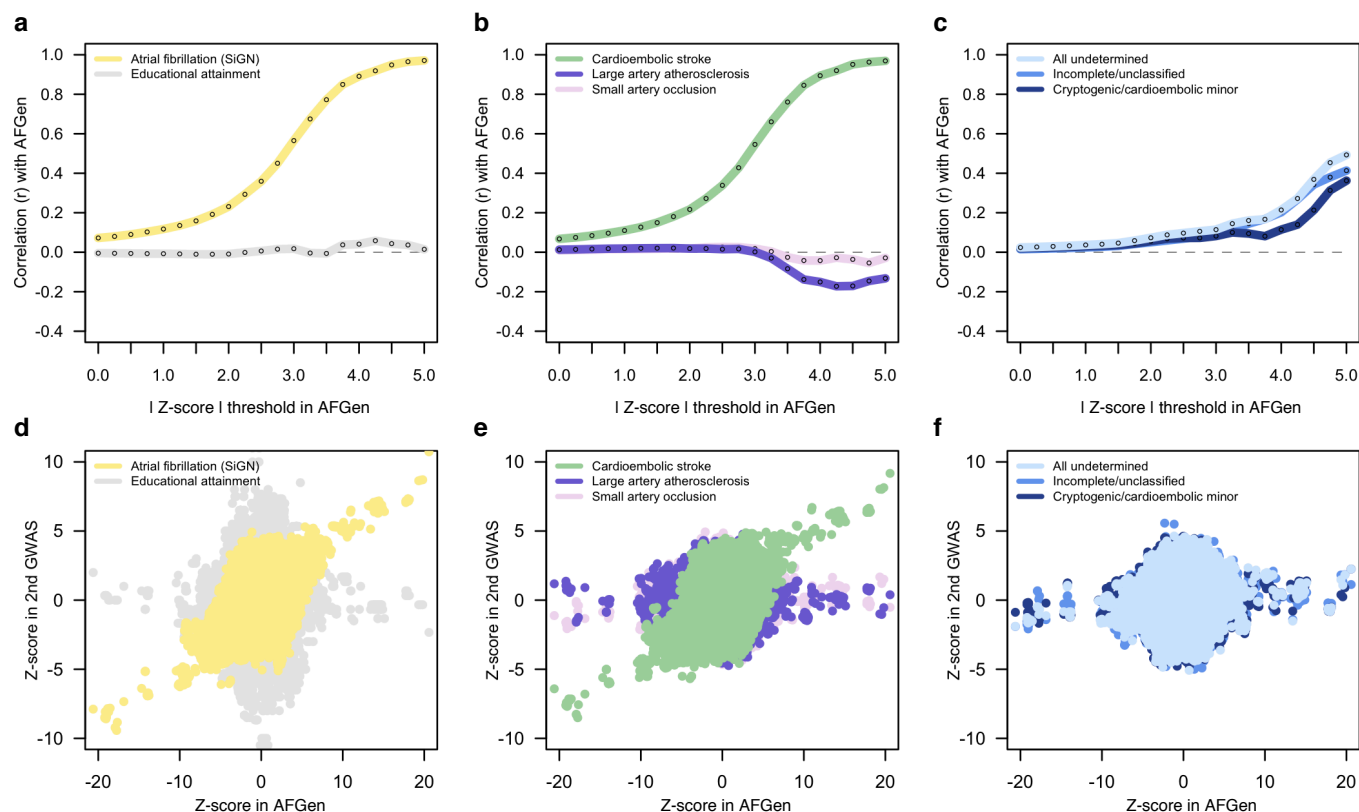 a
Atrial fibrillation (SiGN)
Educational attainment
1.0
0.8
0.6
0.4
0.2
0.0
-0.2
-0.4
Correlation (r) with AFGen
0.0 1.0 2.0 3.0 4.0 5.0
| Z-score | threshold in AFGen
b
Cardioembolic stroke
Large artery atherosclerosis
Small artery occlusion
1.0
0.8
0.6
0.4
0.2
0.0
-0.2
-0.4
Correlation (r) with AFGen
0.0 1.0 2.0 3.0 4.0 5.0
| Z-score | threshold in AFGen
c
All undetermined
Incomplete/unclassified
Cryptogenic/cardioembolic minor
1.0
0.8
0.6
0.4
0.2
0.0
-0.2
-0.4
Correlation (r) with AFGen
0.0 1.0 2.0 3.0 4.0 5.0
| Z-score | threshold in AFGen
d
Atrial fibrillation (SiGN)
Educational attainment
10
5
0
-5
-10
Z-score in 2nd GWAS
-20 -10 0 10 20
Z-score in AFGen
e
Cardioembolic stroke
Large artery atherosclerosis
Small artery occlusion
10
5
0
-5
-10
Z-score in 2nd GWAS
-20 -10 0 10 20
Z-score in AFGen
f
All undetermined
Incomplete/unclassified
Cryptogenic/cardioembolic minor
10
5
0
-5
-10
Z-score in 2nd GWAS
-20 -10 0 10 20
Z-score in AFGen